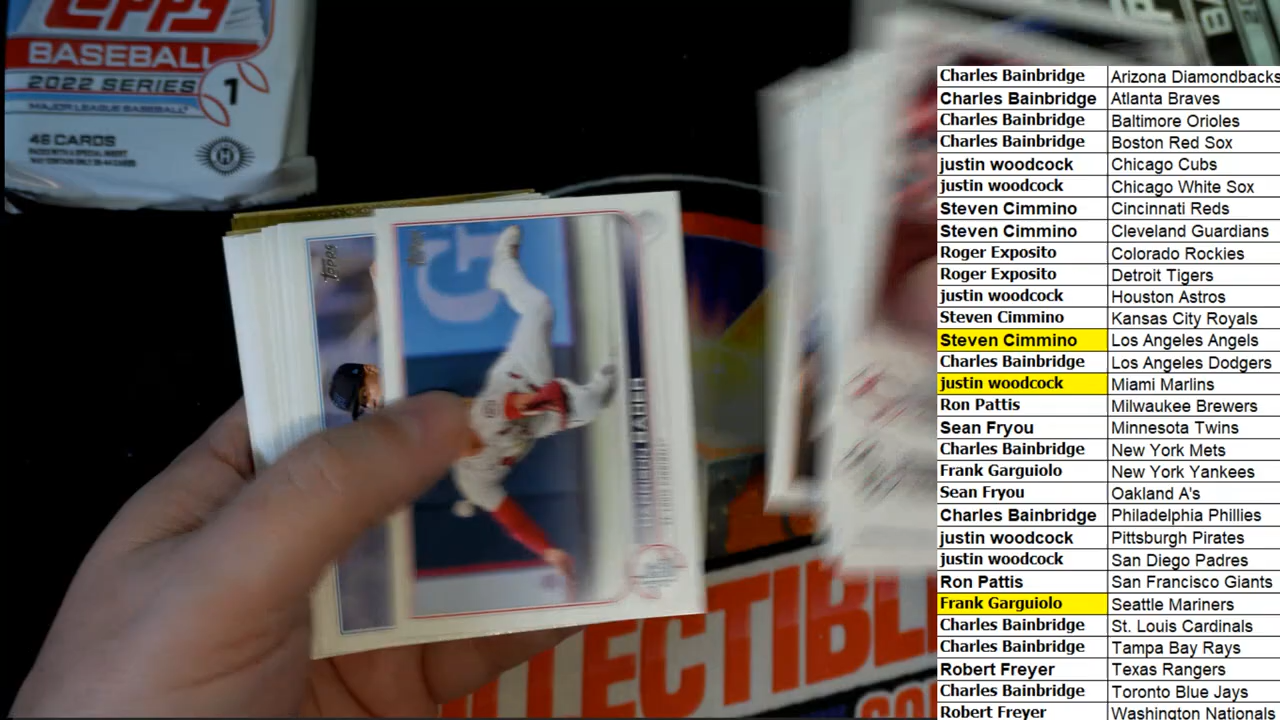 Topps
BASEBALL
2022 SERIES 1
MAJOR LEAGUE BASEBALL
46 CARDS
H
TOPPS
G
HARRISON BADER
ECTIBLE
Charles Bainbridge Arizona Diamondbacks
Charles Bainbridge Atlanta Braves
Charles Bainbridge Baltimore Orioles
Charles Bainbridge Boston Red Sox
justin woodcock Chicago Cubs
justin woodcock Chicago White Sox
Steven Cimmino Cincinnati Reds
Steven Cimmino Cleveland Guardians
Roger Exposito Colorado Rockies
Roger Exposito Detroit Tigers
justin woodcock Houston Astros
Steven Cimmino Kansas City Royals
Steven Cimmino Los Angeles Angels
Charles Bainbridge Los Angeles Dodgers
justin woodcock Miami Marlins
Ron Pattis Milwaukee Brewers
Sean Fryou Minnesota Twins
Charles Bainbridge New York Mets
Frank Garguiolo New York Yankees
Sean Fryou Oakland A's
Charles Bainbridge Philadelphia Phillies
justin woodcock Pittsburgh Pirates
justin woodcock San Diego Padres
Ron Pattis San Francisco Giants
Frank Garguiolo Seattle Mariners
Charles Bainbridge St. Louis Cardinals
Charles Bainbridge Tampa Bay Rays
Robert Freyer Texas Rangers
Charles Bainbridge Toronto Blue Jays
Robert Freyer Washington Nationals